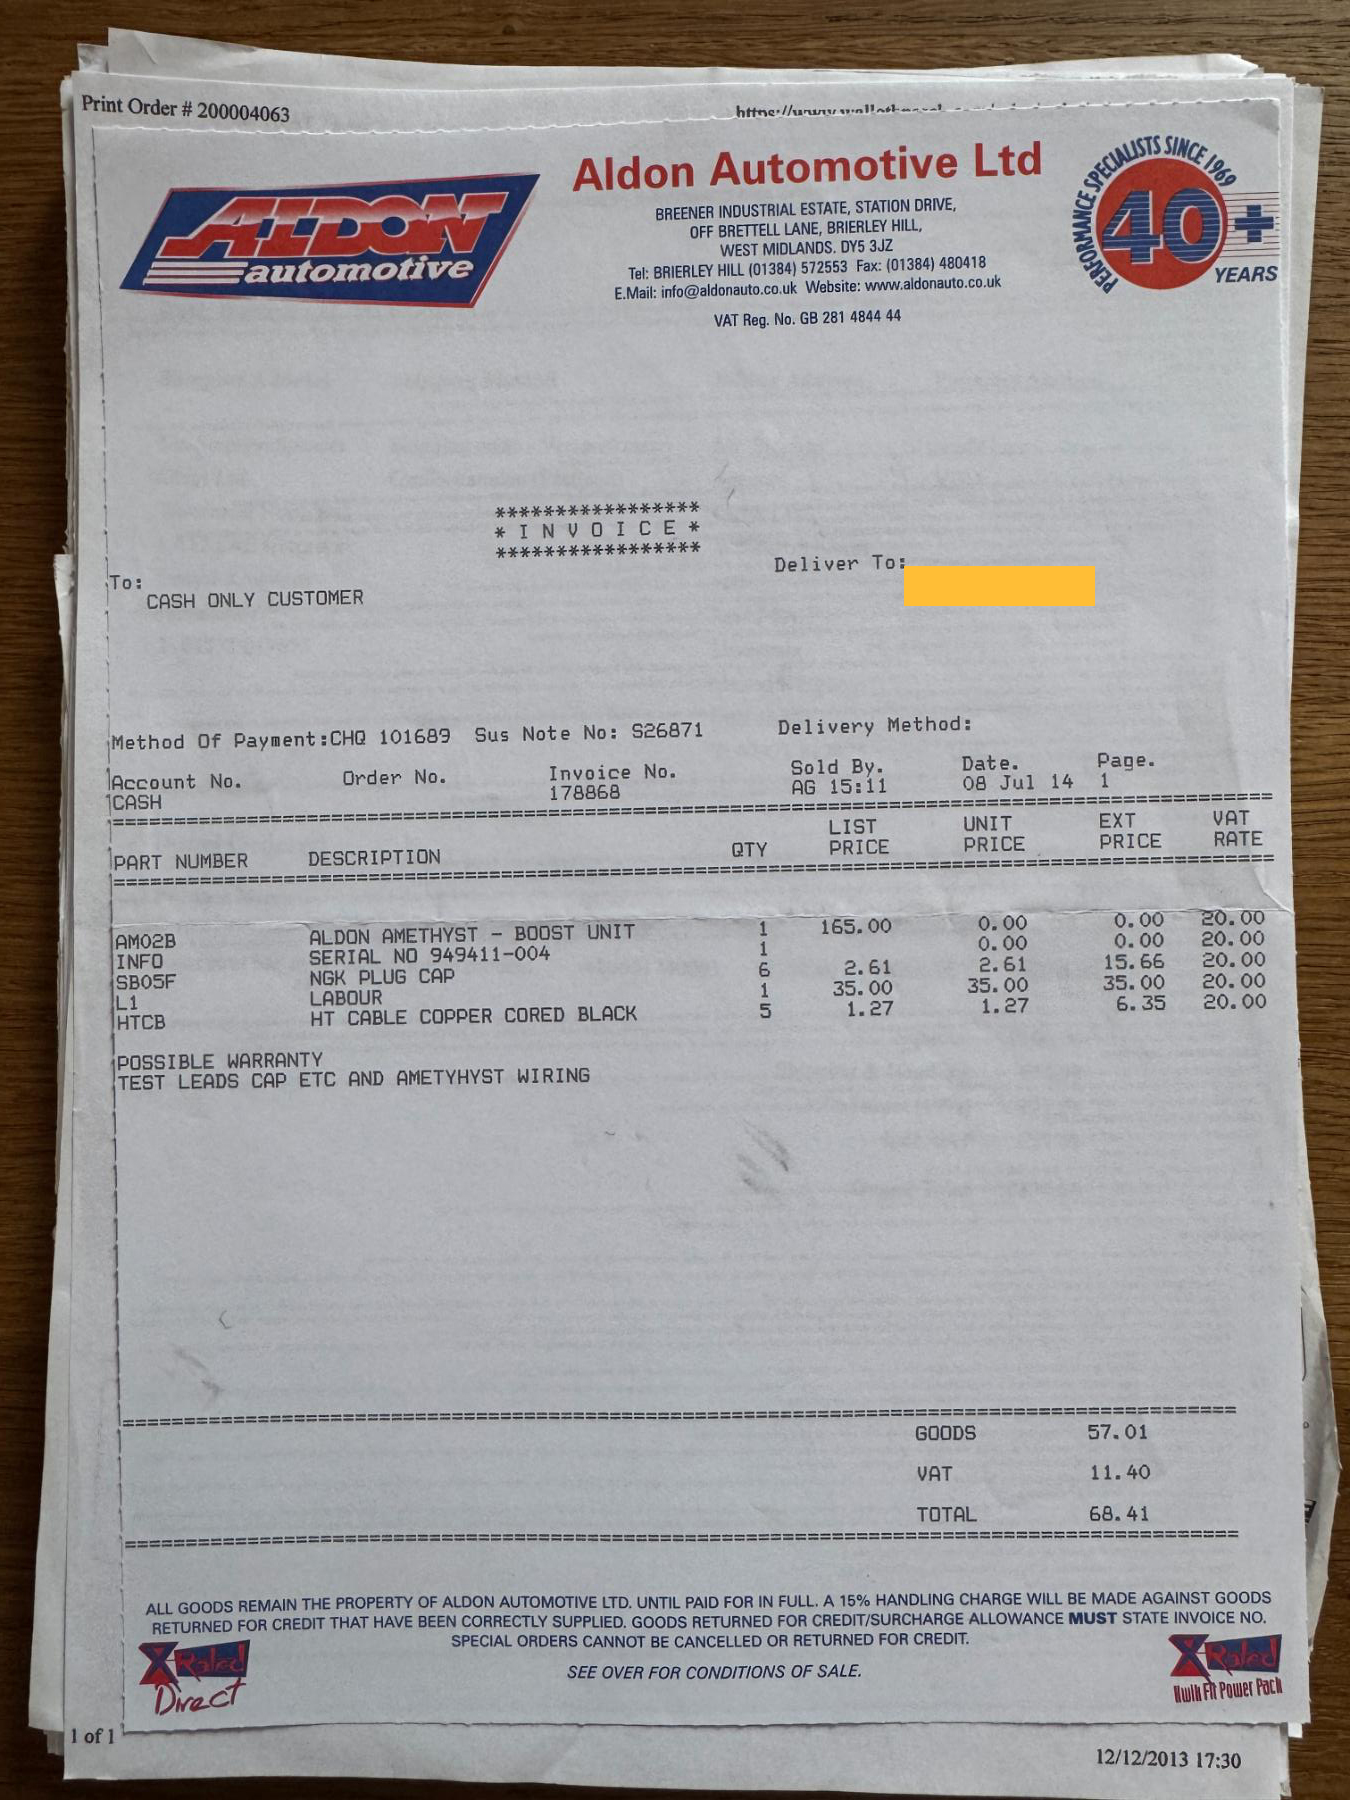 Print Order # 200004063
Aldon Automotive Ltd
ALDON
automotive
BREENER INDUSTRIAL ESTATE, STATION DRIVE,
OFF BRETTELL LANE, BRIERLEY HILL,
WEST MIDLANDS. DY5 3JZ
Tel: BRIERLEY HILL (01384) 572553 Fax: (01384) 480418
E.Mail: info@aldonauto.co.uk Website: www.aldonauto.co.uk
VAT Reg. No. GB 281 4844 44
PERFORMANCE SPECIALISTS SINCE 1969
40+
YEARS
*****************
* I N V O I C E *
*****************
To:
CASH ONLY CUSTOMER
Deliver To:
Method Of Payment:CHQ 101689 Sus Note No: S26871 Delivery Method:
Account No. Order No. Invoice No. Sold By. Date. Page.
CASH 178868 AG 15:11 08 Jul 14 1
LIST UNIT EXT VAT
PART NUMBER DESCRIPTION QTY PRICE PRICE PRICE RATE
AM02B ALDON AMETHYST - BOOST UNIT 1 165.00 0.00 0.00 20.00
INFO SERIAL NO 949411-004 1 0.00 0.00 20.00
SB05F NGK PLUG CAP 6 2.61 2.61 15.66 20.00
L1 LABOUR 1 35.00 35.00 35.00 20.00
HTCB HT CABLE COPPER CORED BLACK 5 1.27 1.27 6.35 20.00
POSSIBLE WARRANTY
TEST LEADS CAP ETC AND AMETYHYST WIRING
GOODS 57.01
VAT 11.40
TOTAL 68.41
ALL GOODS REMAIN THE PROPERTY OF ALDON AUTOMOTIVE LTD. UNTIL PAID FOR IN FULL. A 15% HANDLING CHARGE WILL BE MADE AGAINST GOODS
RETURNED FOR CREDIT THAT HAVE BEEN CORRECTLY SUPPLIED. GOODS RETURNED FOR CREDIT/SURCHARGE ALLOWANCE MUST STATE INVOICE NO.
SPECIAL ORDERS CANNOT BE CANCELLED OR RETURNED FOR CREDIT.
SEE OVER FOR CONDITIONS OF SALE.
X Rated
Direct
X Rated
Kwik Fit Power Pack
1 of 1
12/12/2013 17:30